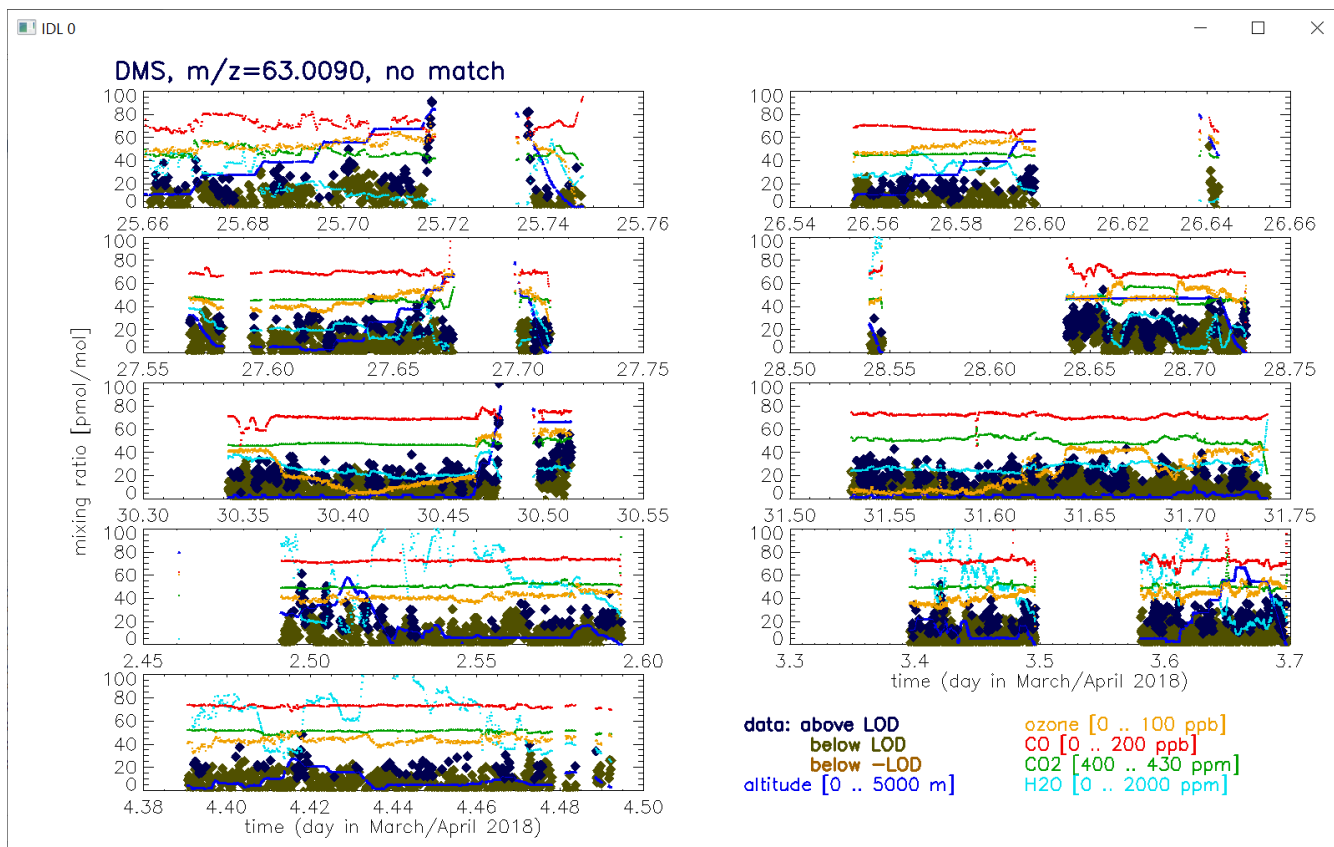 IDL 0
DMS, m/z=63.0090, no match
mixing ratio [pmol/mol]
100
80
60
40
20
0
25.66 25.68 25.70 25.72 25.74 25.76
100
80
60
40
20
0
26.54 26.56 26.58 26.60 26.62 26.64 26.66
100
80
60
40
20
0
27.55 27.60 27.65 27.70 27.75
100
80
60
40
20
0
28.50 28.55 28.60 28.65 28.70 28.75
100
80
60
40
20
0
30.30 30.35 30.40 30.45 30.50 30.55
100
80
60
40
20
0
31.50 31.55 31.60 31.65 31.70 31.75
100
80
60
40
20
0
2.45 2.50 2.55 2.60
100
80
60
40
20
0
3.3 3.4 3.5 3.6 3.7
time (day in March/April 2018)
100
80
60
40
20
0
4.38 4.40 4.42 4.44 4.46 4.48 4.50
time (day in March/April 2018)
data: above LOD
below LOD
below -LOD
altitude [0 .. 5000 m]
ozone [0 .. 100 ppb]
CO [0 .. 200 ppb]
CO2 [400 .. 430 ppm]
H2O [0 .. 2000 ppm]